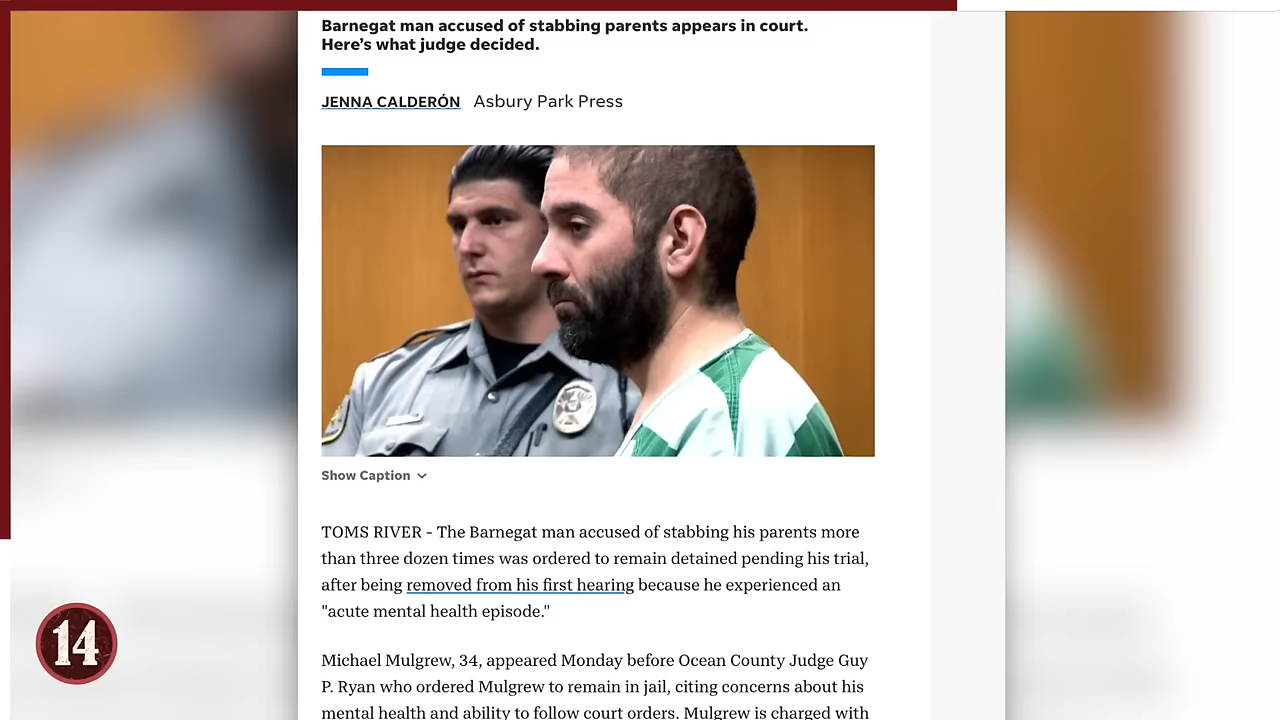 Barnegat man accused of stabbing parents appears in court.
Here’s what judge decided.
JENNA CALDERÓN Asbury Park Press
Show Caption
TOMS RIVER - The Barnegat man accused of stabbing his parents more
than three dozen times was ordered to remain detained pending his trial,
after being removed from his first hearing because he experienced an
"acute mental health episode."
Michael Mulgrew, 34, appeared Monday before Ocean County Judge Guy
P. Ryan who ordered Mulgrew to remain in jail, citing concerns about his
mental health and ability to follow court orders. Mulgrew is charged with
14